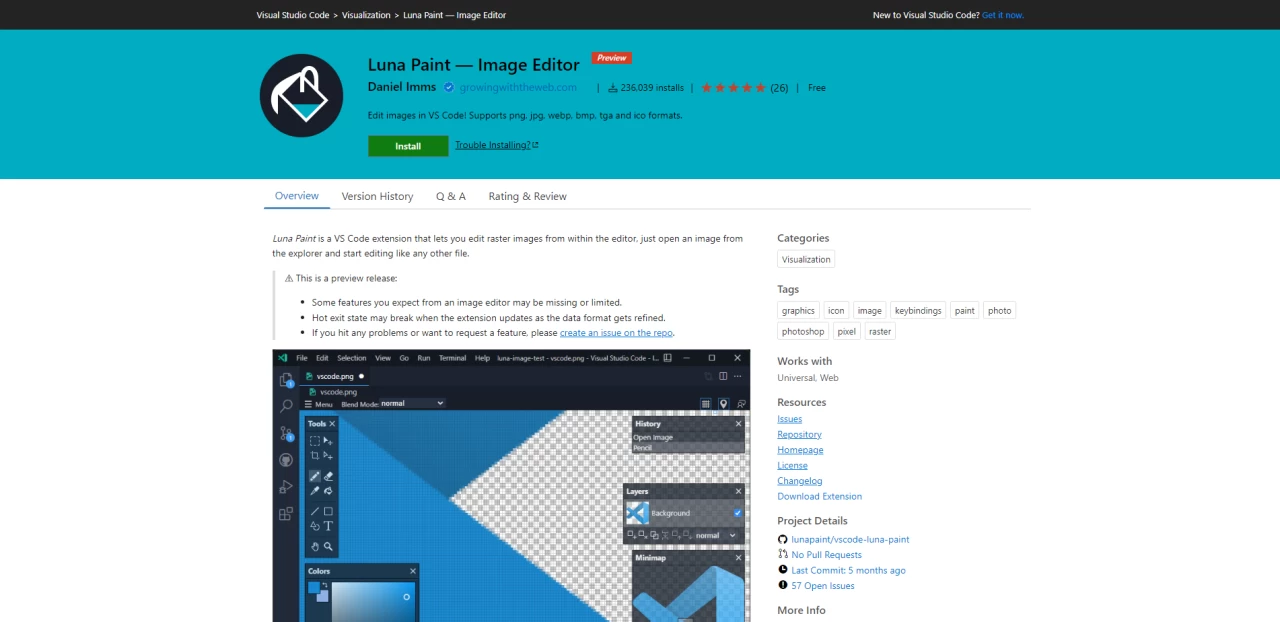 Visual Studio Code > Visualization > Luna Paint — Image Editor
New to Visual Studio Code? Get it now.
Luna Paint — Image Editor
Preview
Daniel Imms growingwiththeweb.com | 236,039 installs | (26) | Free
Edit images in VS Code! Supports png, jpg, webp, bmp, tga and ico formats.
Install Trouble Installing?
Overview Version History Q & A Rating & Review
Luna Paint is a VS Code extension that lets you edit raster images from within the editor, just open an image from
the explorer and start editing like any other file.
⚠ This is a preview release:
• Some features you expect from an image editor may be missing or limited.
• Hot exit state may break when the extension updates as the data format gets refined.
• If you hit any problems or want to request a feature, please create an issue on the repo.
File Edit Selection View Go Run Terminal Help luna-image-test - vscode.png - Visual Studio Code - I...
vscode.png
vscode.png
Menu Blend Mode: normal
Tools
History
Open Image
Pencil
Layers
Background
normal
Minimap
Colors
Categories
Visualization
Tags
graphics icon image keybindings paint photo
photoshop pixel raster
Works with
Universal, Web
Resources
Issues
Repository
Homepage
License
Changelog
Download Extension
Project Details
lunapaint/vscode-luna-paint
No Pull Requests
Last Commit: 5 months ago
57 Open Issues
More Info